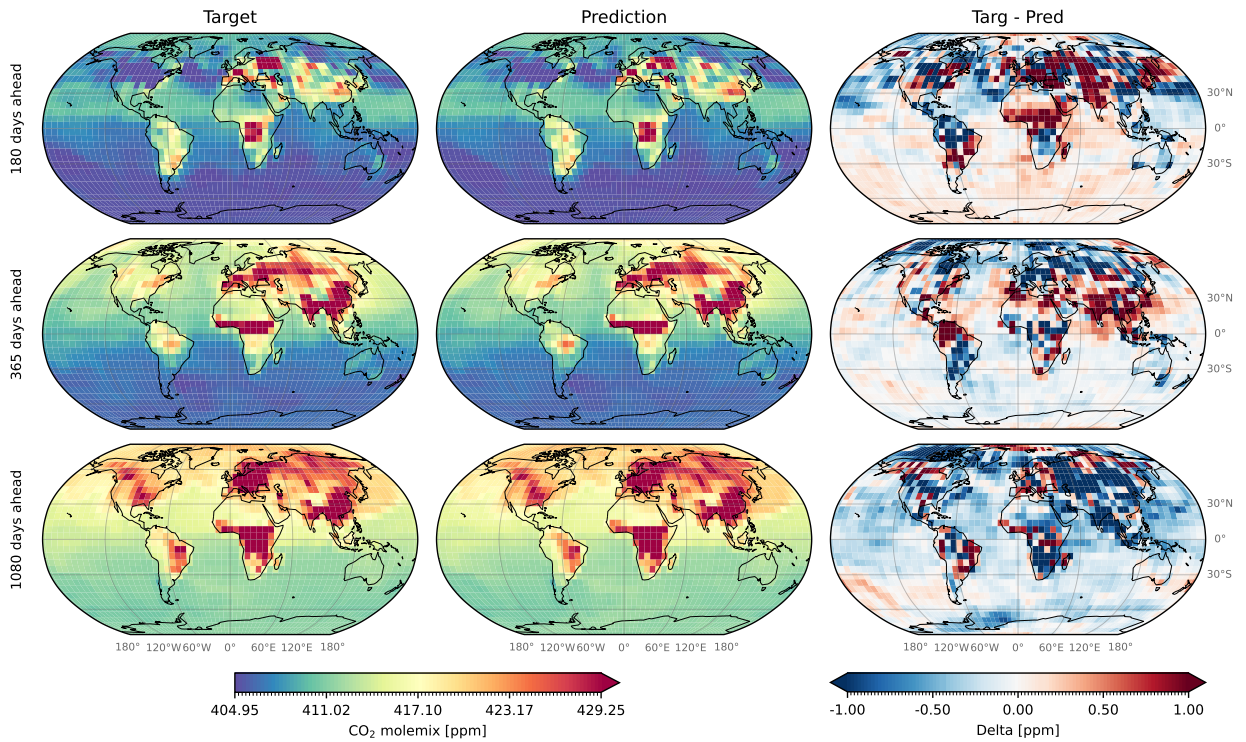 Target Prediction Targ - Pred
180 days ahead
30°N
0°
30°S
365 days ahead
30°N
0°
30°S
1080 days ahead
30°N
0°
30°S
180° 120°W 60°W 0° 60°E 120°E 180° 180° 120°W 60°W 0° 60°E 120°E 180° 180° 120°W 60°W 0° 60°E 120°E 180°
404.95 411.02 417.10 423.17 429.25 -1.00 -0.50 0.00 0.50 1.00
CO₂ molemix [ppm] Delta [ppm]